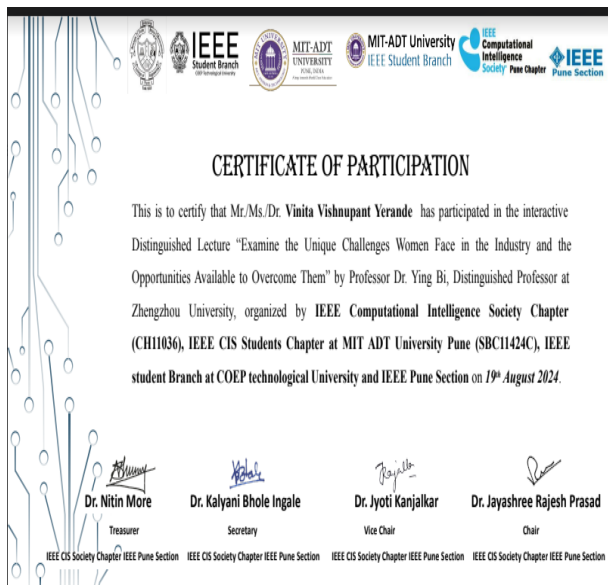 IEEE
Student Branch
COEP Technological University
MIT-ADT
UNIVERSITY
PUNE, INDIA
MIT-ADT University
IEEE Student Branch
IEEE
Computational
Intelligence
Society Pune Chapter
IEEE
Pune Section
CERTIFICATE OF PARTICIPATION
This is to certify that Mr./Ms./Dr. Vinita Vishnupant Yerande has participated in the interactive
Distinguished Lecture “Examine the Unique Challenges Women Face in the Industry and the
Opportunities Available to Overcome Them” by Professor Dr. Ying Bi, Distinguished Professor at
Zhengzhou University, organized by IEEE Computational Intelligence Society Chapter
(CH11036), IEEE CIS Students Chapter at MIT ADT University Pune (SBC11424C), IEEE
student Branch at COEP technological University and IEEE Pune Section on 19th August 2024.
Dr. Nitin More
Treasurer
IEEE CIS Society Chapter IEEE Pune Section
Dr. Kalyani Bhole Ingale
Secretary
IEEE CIS Society Chapter IEEE Pune Section
Dr. Jyoti Kanjalkar
Vice Chair
IEEE CIS Society Chapter IEEE Pune Section
Dr. Jayashree Rajesh Prasad
Chair
IEEE CIS Society Chapter IEEE Pune Section